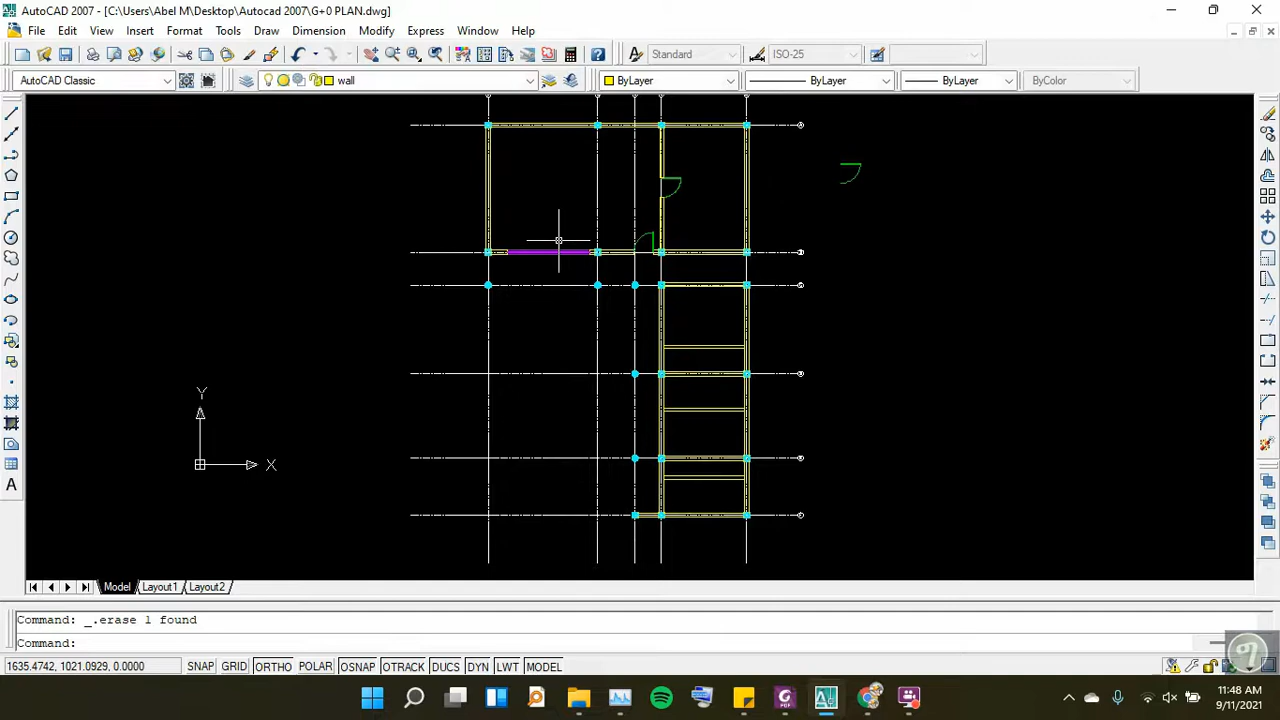 AutoCAD 2007 - [C:\Users\Abel M\Desktop\Autocad 2007\G+0 PLAN.dwg]
File Edit View Insert Format Tools Draw Dimension Modify Express Window Help
Standard ISO-25
AutoCAD Classic wall ByLayer ByLayer ByLayer ByColor
A
Y
X
Model Layout1 Layout2
Command: _.erase 1 found
Command:
1635.4742, 1021.0929, 0.0000 SNAP GRID ORTHO POLAR OSNAP OTRACK DUCS DYN LWT MODEL
11:48 AM
9/11/2021